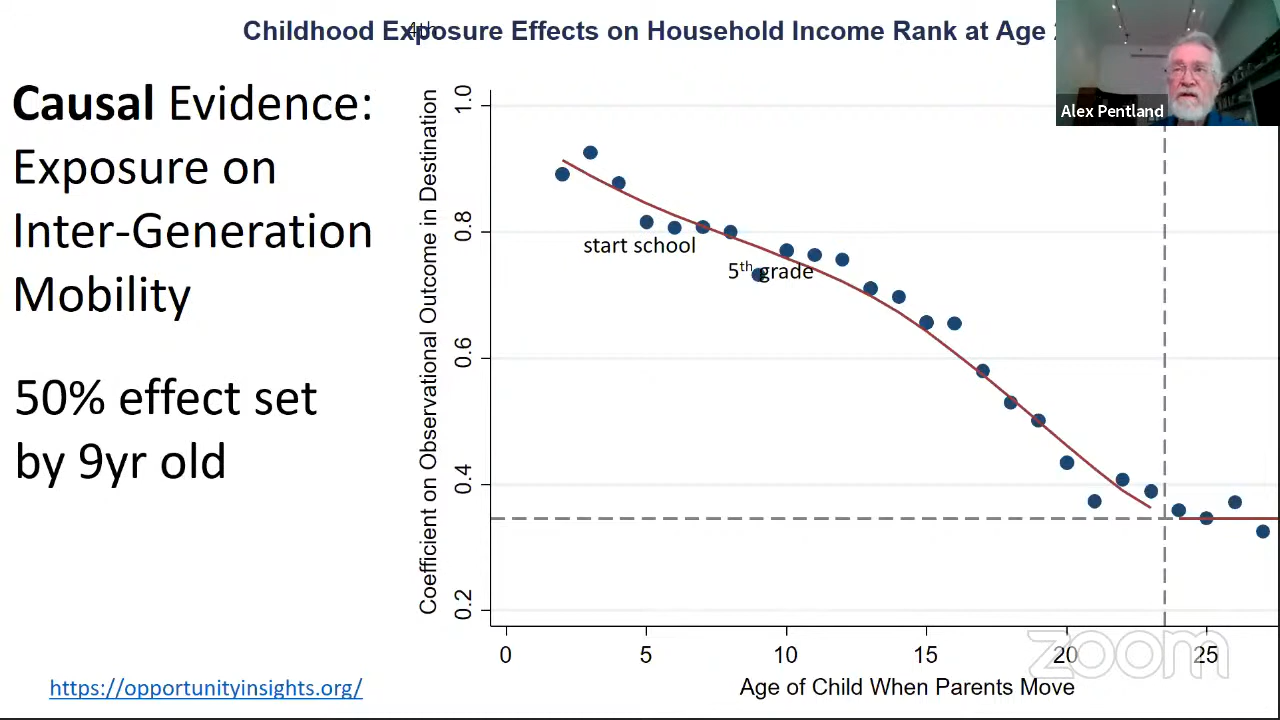 Childhood Exposure Effects on Household Income Rank at Age
4th
Alex Pentland
Causal Evidence:
Exposure on
Inter-Generation
Mobility
50% effect set
by 9yr old
https://opportunityinsights.org/
Coefficient on Observational Outcome in Destination
1.0
0.8
0.6
0.4
0.2
start school
5th grade
0 5 10 15 20 25
Age of Child When Parents Move
zoom